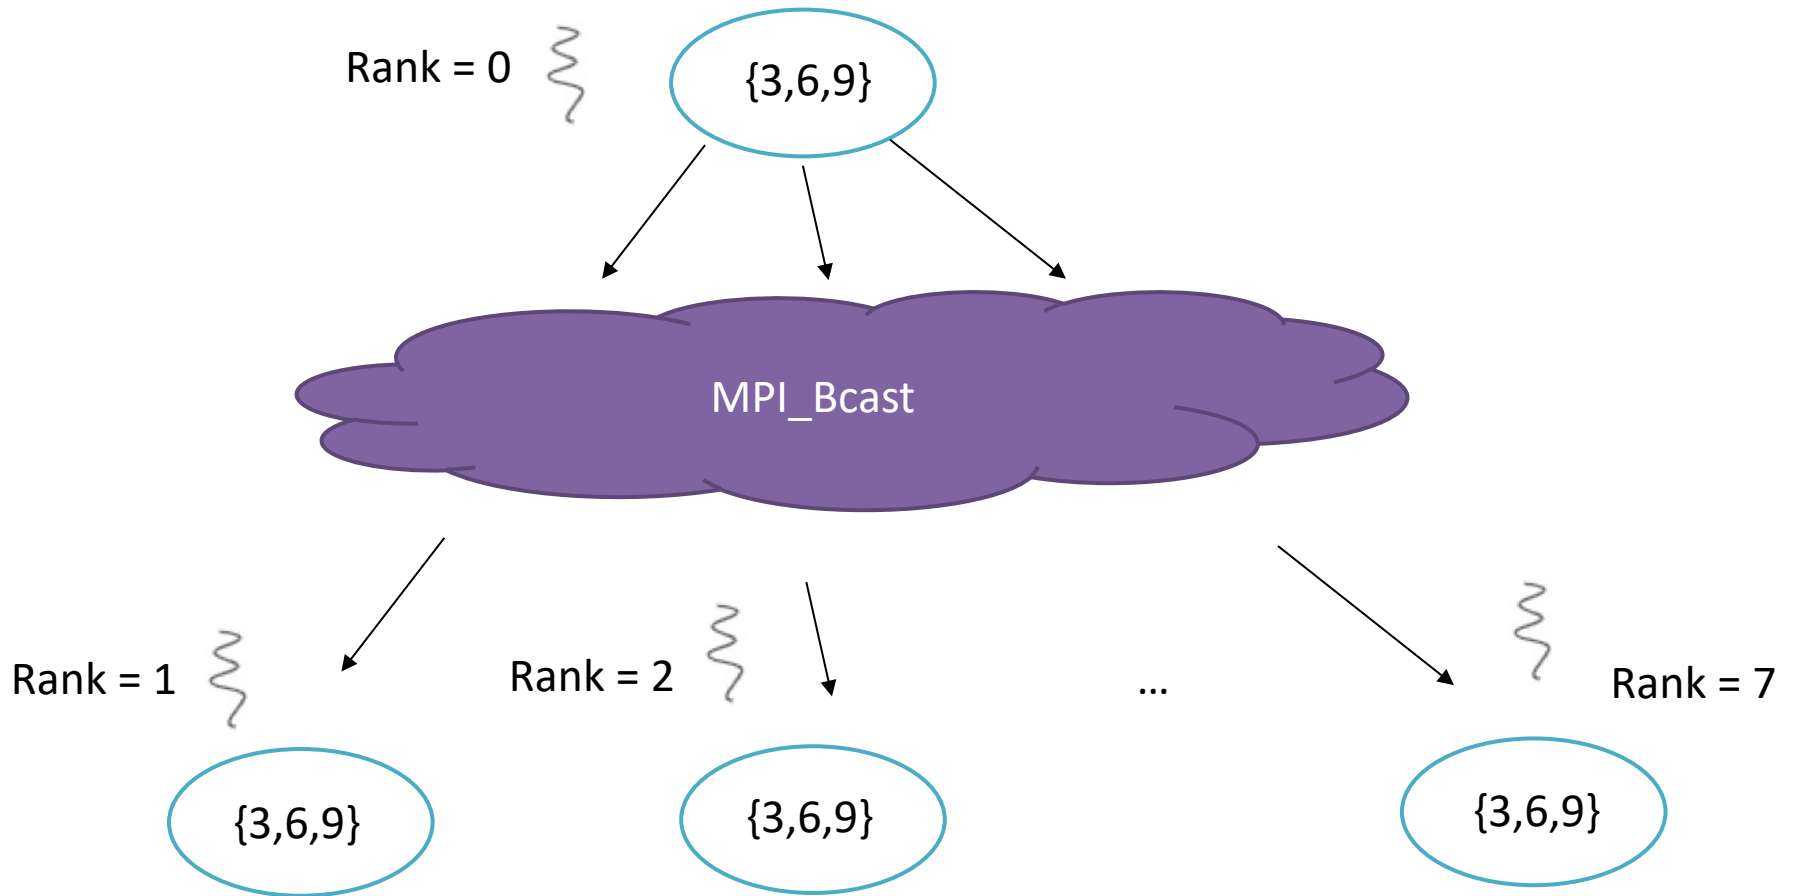 Rank = 0
{3,6,9}
MPI_Bcast
Rank = 1
Rank = 2
...
Rank = 7
{3,6,9}
{3,6,9}
{3,6,9}